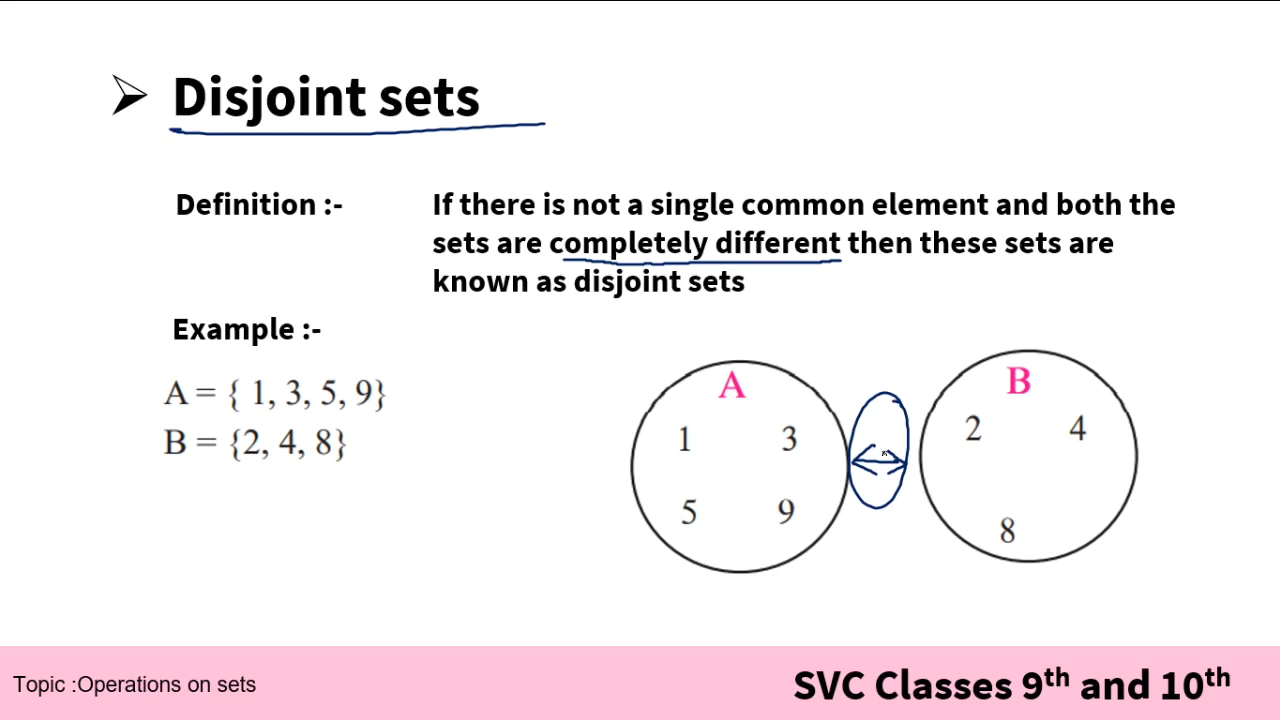 ➢ Disjoint sets
Definition :-
If there is not a single common element and both the
sets are completely different then these sets are
known as disjoint sets
Example :-
A = { 1, 3, 5, 9}
B = {2, 4, 8}
A
1 3
5 9
B
2 4
8
Topic :Operations on sets
SVC Classes 9th and 10th